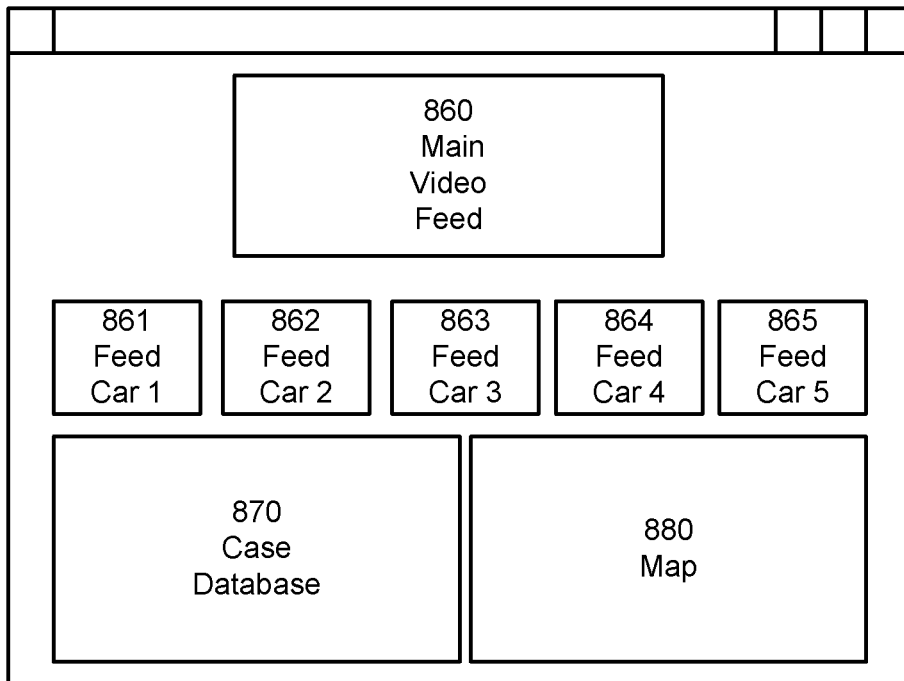 860
Main
Video
Feed
861
Feed
Car 1
862
Feed
Car 2
863
Feed
Car 3
864
Feed
Car 4
865
Feed
Car 5
870
Case
Database
880
Map